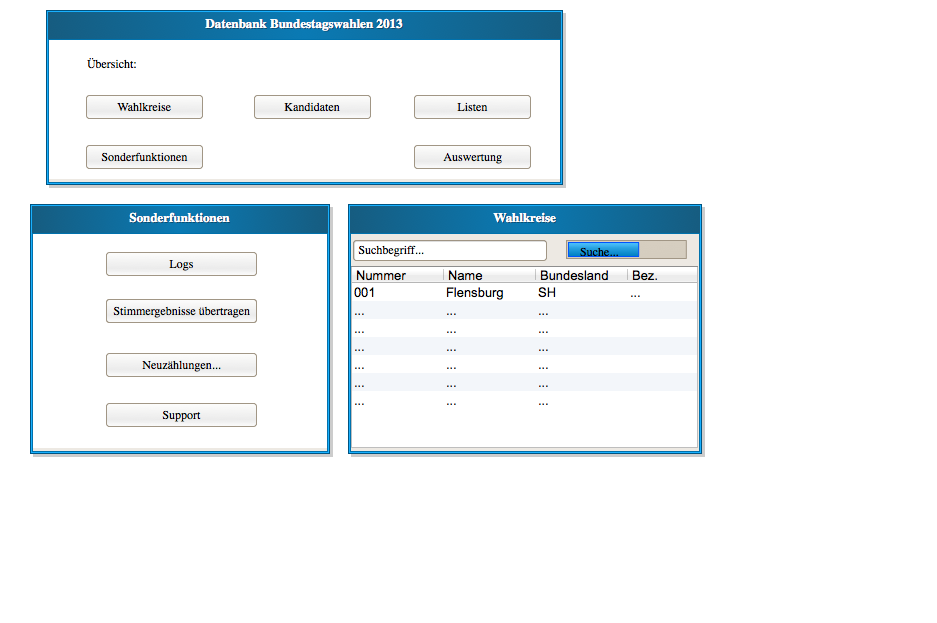 Datenbank Bundestagswahlen 2013
Übersicht:
Wahlkreise Kandidaten Listen
Sonderfunktionen Auswertung
Sonderfunktionen
Logs
Stimmergebnisse übertragen
Neuzählungen...
Support
Wahlkreise
Suchbegriff... Suche...
Nummer Name Bundesland Bez.
001 Flensburg SH ...
... ... ...
... ... ...
... ... ...
... ... ...
... ... ...
... ... ...